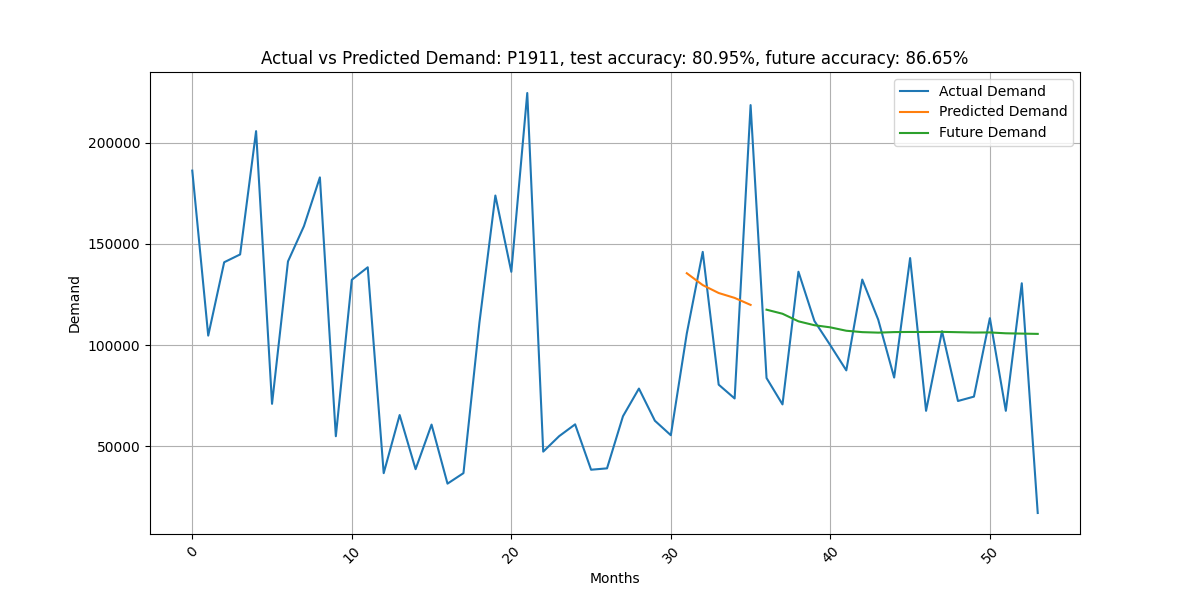 Actual vs Predicted Demand: P1911, test accuracy: 80.95%, future accuracy: 86.65%
Actual Demand
Predicted Demand
Future Demand
200000
150000
100000
50000
Demand
0
10
20
30
40
50
Months